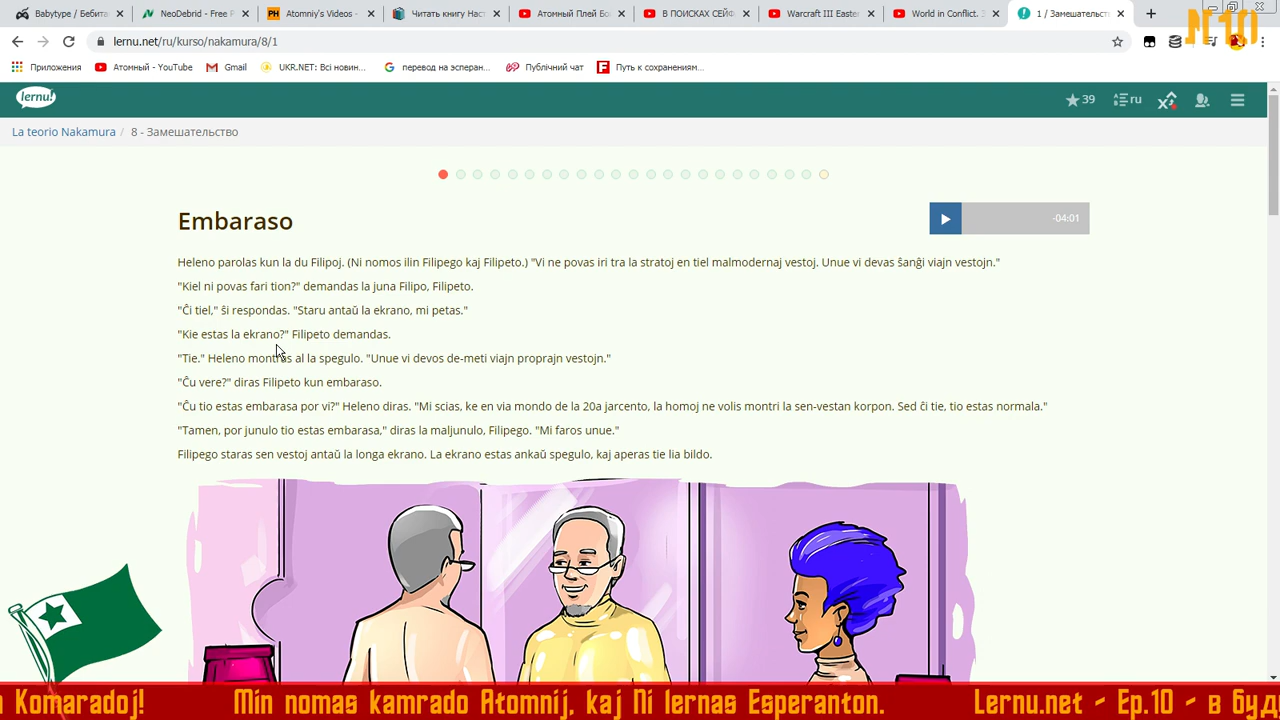 Babytype / Бебита
NeoDebrid - Free P
Atomniy's Videos -
Читать книгу Наст
Атомный Плей Бо
В ПОИСКАХ СЕЙФ
Warcraft III Easter
World in Conflict 3
1 / Замешательст
lernu.net/ru/kurso/nakamura/8/1
№10
Приложения
Атомный - YouTube
Gmail
UKR.NET: Всі новин...
перевод на эсперан...
Публічний чат
Путь к сохранениям...
lernu!
39
ru
La teorio Nakamura / 8 - Замешательство
Embaraso
-04:01
Heleno parolas kun la du Filipoj. (Ni nomos ilin Filipego kaj Filipeto.) "Vi ne povas iri tra la stratoj en tiel malmodernaj vestoj. Unue vi devas ŝanĝi viajn vestojn."
"Kiel ni povas fari tion?" demandas la juna Filipo, Filipeto.
"Ĉi tiel," ŝi respondas. "Staru antaŭ la ekrano, mi petas."
"Kie estas la ekrano?" Filipeto demandas.
"Tie." Heleno montras al la spegulo. "Unue vi devos de-meti viajn proprajn vestojn."
"Ĉu vere?" diras Filipeto kun embaraso.
"Ĉu tio estas embarasa por vi?" Heleno diras. "Mi scias, ke en via mondo de la 20a jarcento, la homoj ne volis montri la sen-vestan korpon. Sed ĉi tie, tio estas normala."
"Tamen, por junulo tio estas embarasa," diras la maljunulo, Filipego. "Mi faros unue."
Filipego staras sen vestoj antaŭ la longa ekrano. La ekrano estas ankaŭ spegulo, kaj aperas tie lia bildo.
Komaradoj! Min nomas kamrado Atomnij, kaj Ni lernas Esperanton. Lernu.net - Ep.10 - в буд